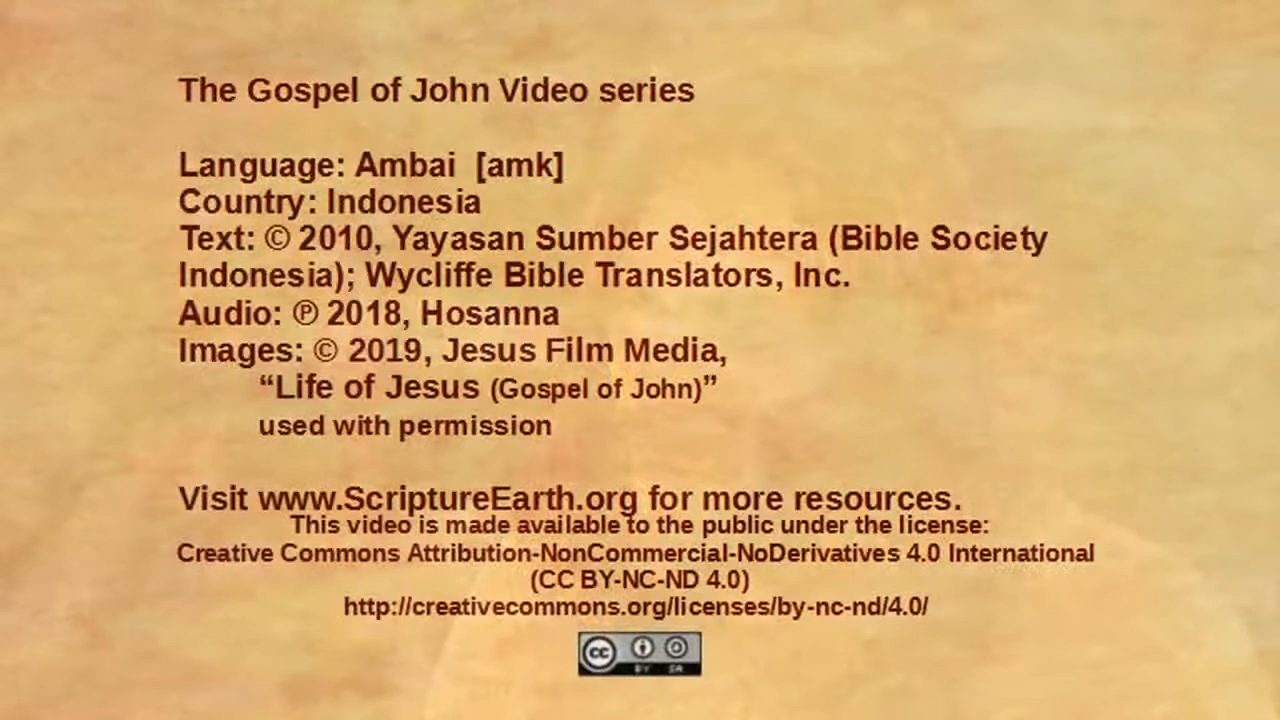 The Gospel of John Video series
Language: Ambai [amk]
Country: Indonesia
Text: © 2010, Yayasan Sumber Sejahtera (Bible Society
Indonesia); Wycliffe Bible Translators, Inc.
Audio: ℗ 2018, Hosanna
Images: © 2019, Jesus Film Media,
“Life of Jesus (Gospel of John)”
used with permission
Visit www.ScriptureEarth.org for more resources.
This video is made available to the public under the license:
Creative Commons Attribution-NonCommercial-NoDerivatives 4.0 International
(CC BY-NC-ND 4.0)
http://creativecommons.org/licenses/by-nc-nd/4.0/
cc BY SA